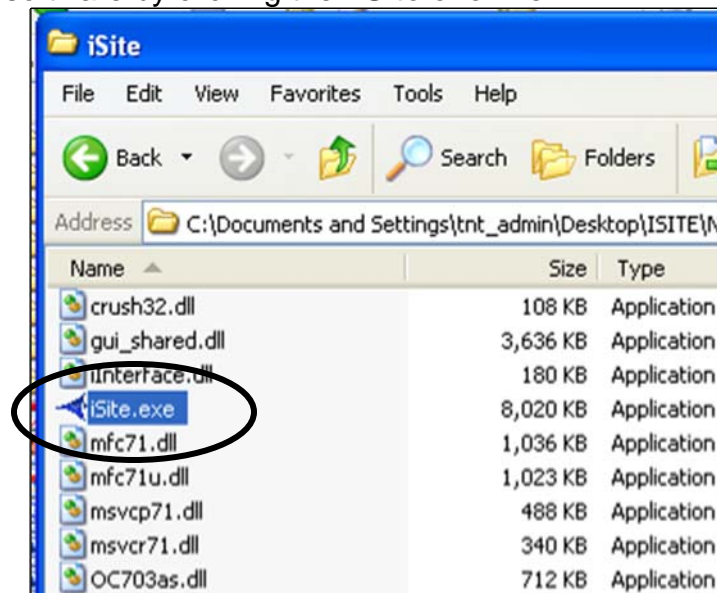 iSite
File Edit View Favorites Tools Help
Back Search Folders
Address C:\Documents and Settings\tnt_admin\Desktop\ISITE\N
Name Size Type
crush32.dll 108 KB Application
gui_shared.dll 3,636 KB Application
iInterface.dll 180 KB Application
iSite.exe 8,020 KB Application
mfc71.dll 1,036 KB Application
mfc71u.dll 1,023 KB Application
msvcp71.dll 488 KB Application
msvcr71.dll 340 KB Application
OC703as.dll 712 KB Application